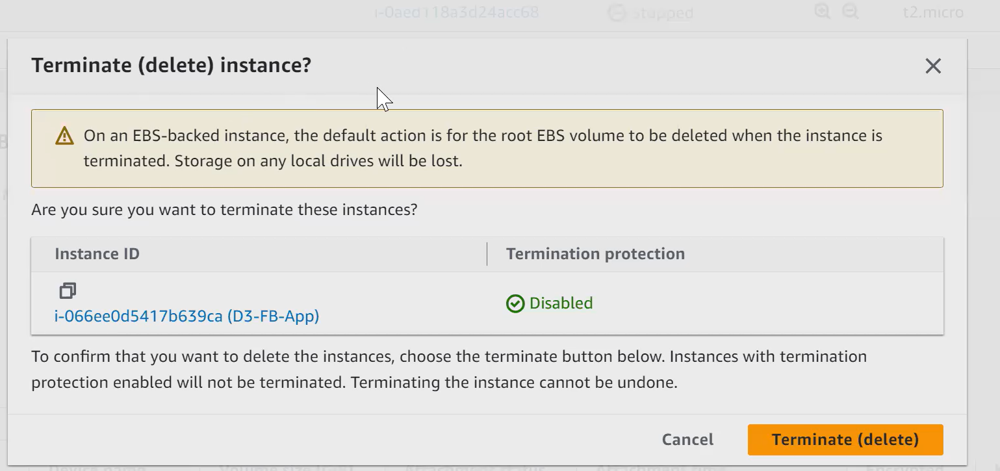 i-0aed118a3d24acc68 Stopped t2.micro
Terminate (delete) instance?
On an EBS-backed instance, the default action is for the root EBS volume to be deleted when the instance is
terminated. Storage on any local drives will be lost.
Are you sure you want to terminate these instances?
Instance ID Termination protection
i-066ee0d5417b639ca (D3-FB-App) Disabled
To confirm that you want to delete the instances, choose the terminate button below. Instances with termination
protection enabled will not be terminated. Terminating the instance cannot be undone.
Cancel Terminate (delete)